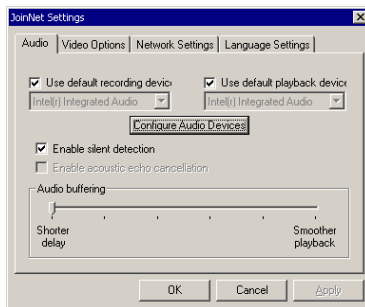 JoinNet Settings
Audio Video Options Network Settings Language Settings
Use default recording device Use default playback device
Intel(r) Integrated Audio Intel(r) Integrated Audio
Configure Audio Devices
Enable silent detection
Enable acoustic echo cancellation
Audio buffering
Shorter delay
Smoother playback
OK Cancel Apply